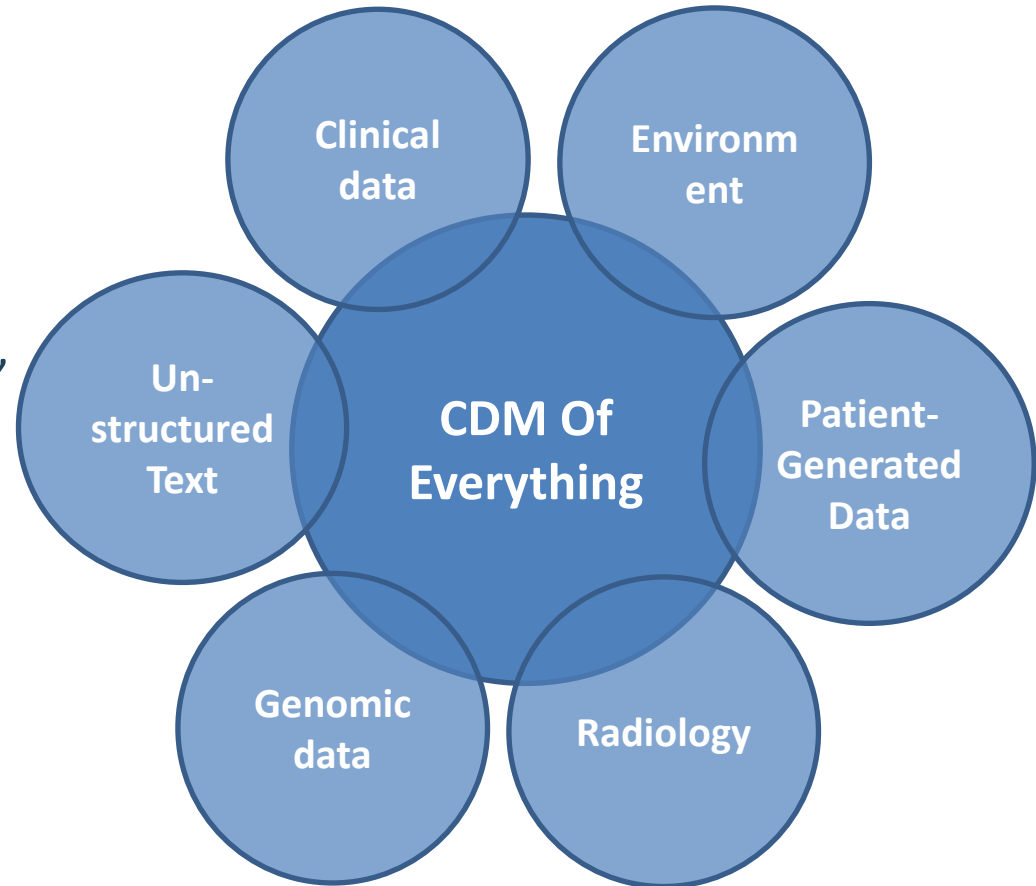 Clinical
data
Environm
ent
Un-
structured
Text
CDM Of
Everything
Patient-
Generated
Data
Genomic
data
Radiology